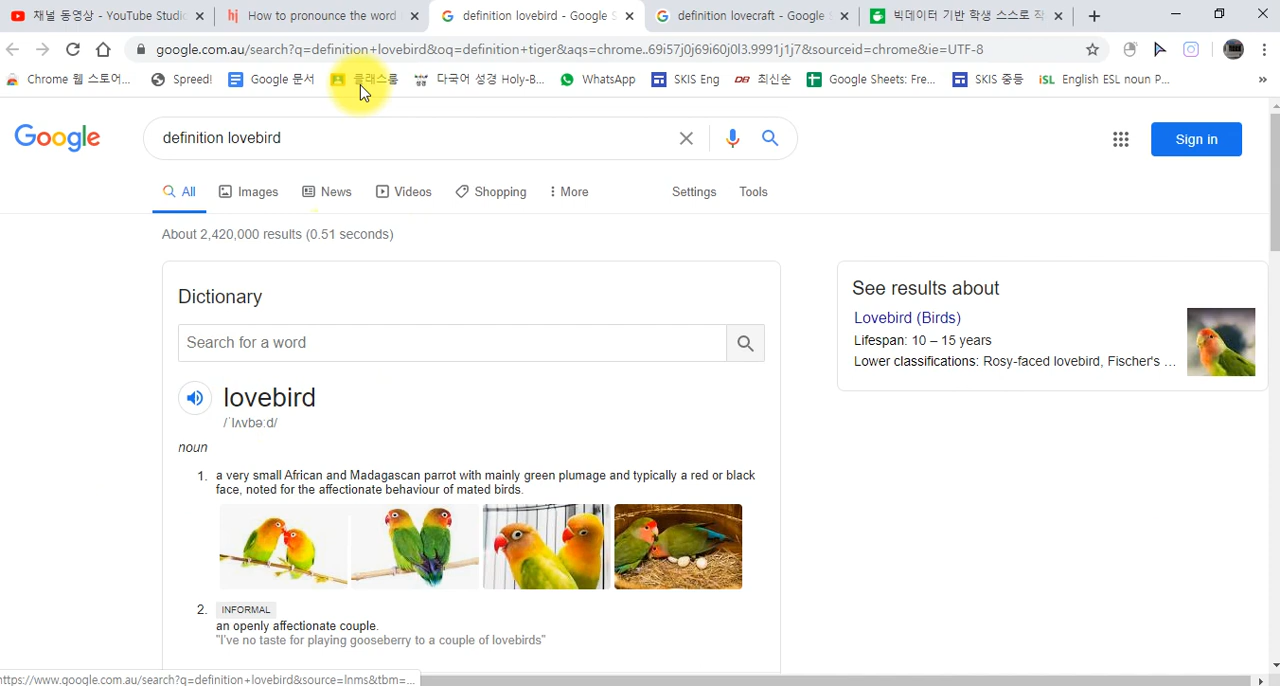 채널 동영상 - YouTube Studi
How to pronounce the word
definition lovebird - Google S
definition lovecraft - Google S
빅데이터 기반 학생 스스로 작
google.com.au/search?q=definition+lovebird&oq=definition+tiger&aqs=chrome..69i57j0j69i60j0l3.9991j1j7&sourceid=chrome&ie=UTF-8
Chrome 웹 스토어...
Spreed!
Google 문서
클래스룸
다국어 성경 Holy-B...
WhatsApp
SKIS Eng
최신순
Google Sheets: Fre...
SKIS 중등
iSL English ESL noun P...
Google
definition lovebird
Sign in
All Images News Videos Shopping More Settings Tools
About 2,420,000 results (0.51 seconds)
Dictionary
Search for a word
lovebird
/ˈlʌvbəːd/
noun
1. a very small African and Madagascan parrot with mainly green plumage and typically a red or black
face, noted for the affectionate behaviour of mated birds.
2. INFORMAL
an openly affectionate couple.
"I've no taste for playing gooseberry to a couple of lovebirds"
See results about
Lovebird (Birds)
Lifespan: 10 – 15 years
Lower classifications: Rosy-faced lovebird, Fischer's ...
https://www.google.com.au/search?q=definition+lovebird&source=lnms&tbm=...